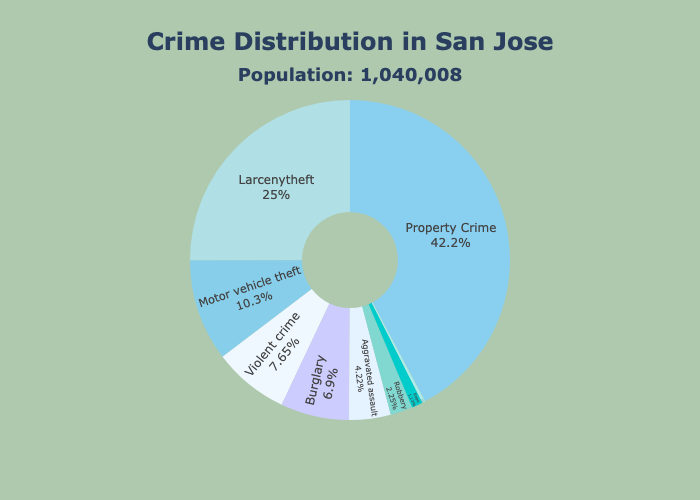 Crime Distribution in San Jose
Population: 1,040,008
Property Crime
42.2%
Larcenytheft
25%
Motor vehicle theft
10.3%
Violent crime
7.65%
Burglary
6.9%
Aggravated assault
4.22%
Robbery
2.25%